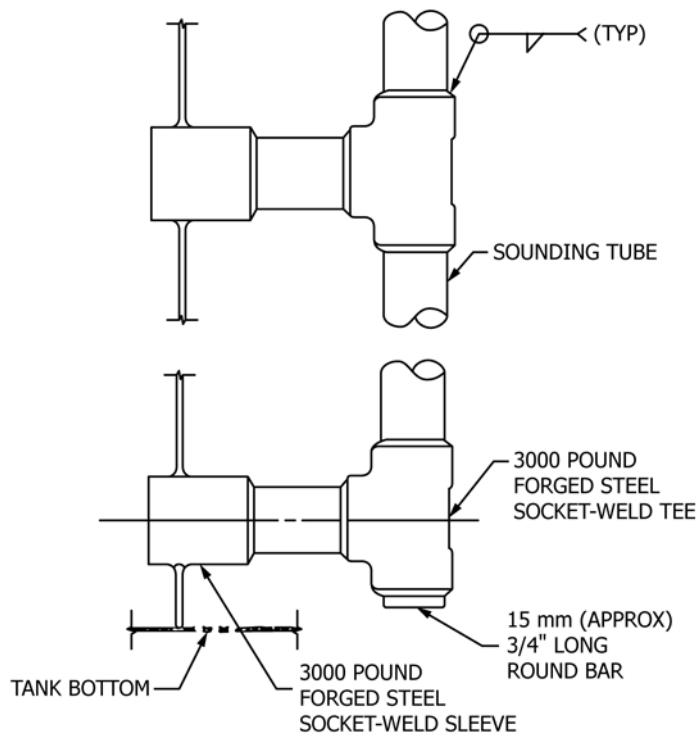 (TYP)
SOUNDING TUBE
3000 POUND
FORGED STEEL
SOCKET-WELD TEE
15 mm (APPROX)
3/4" LONG
ROUND BAR
TANK BOTTOM
3000 POUND
FORGED STEEL
SOCKET-WELD SLEEVE